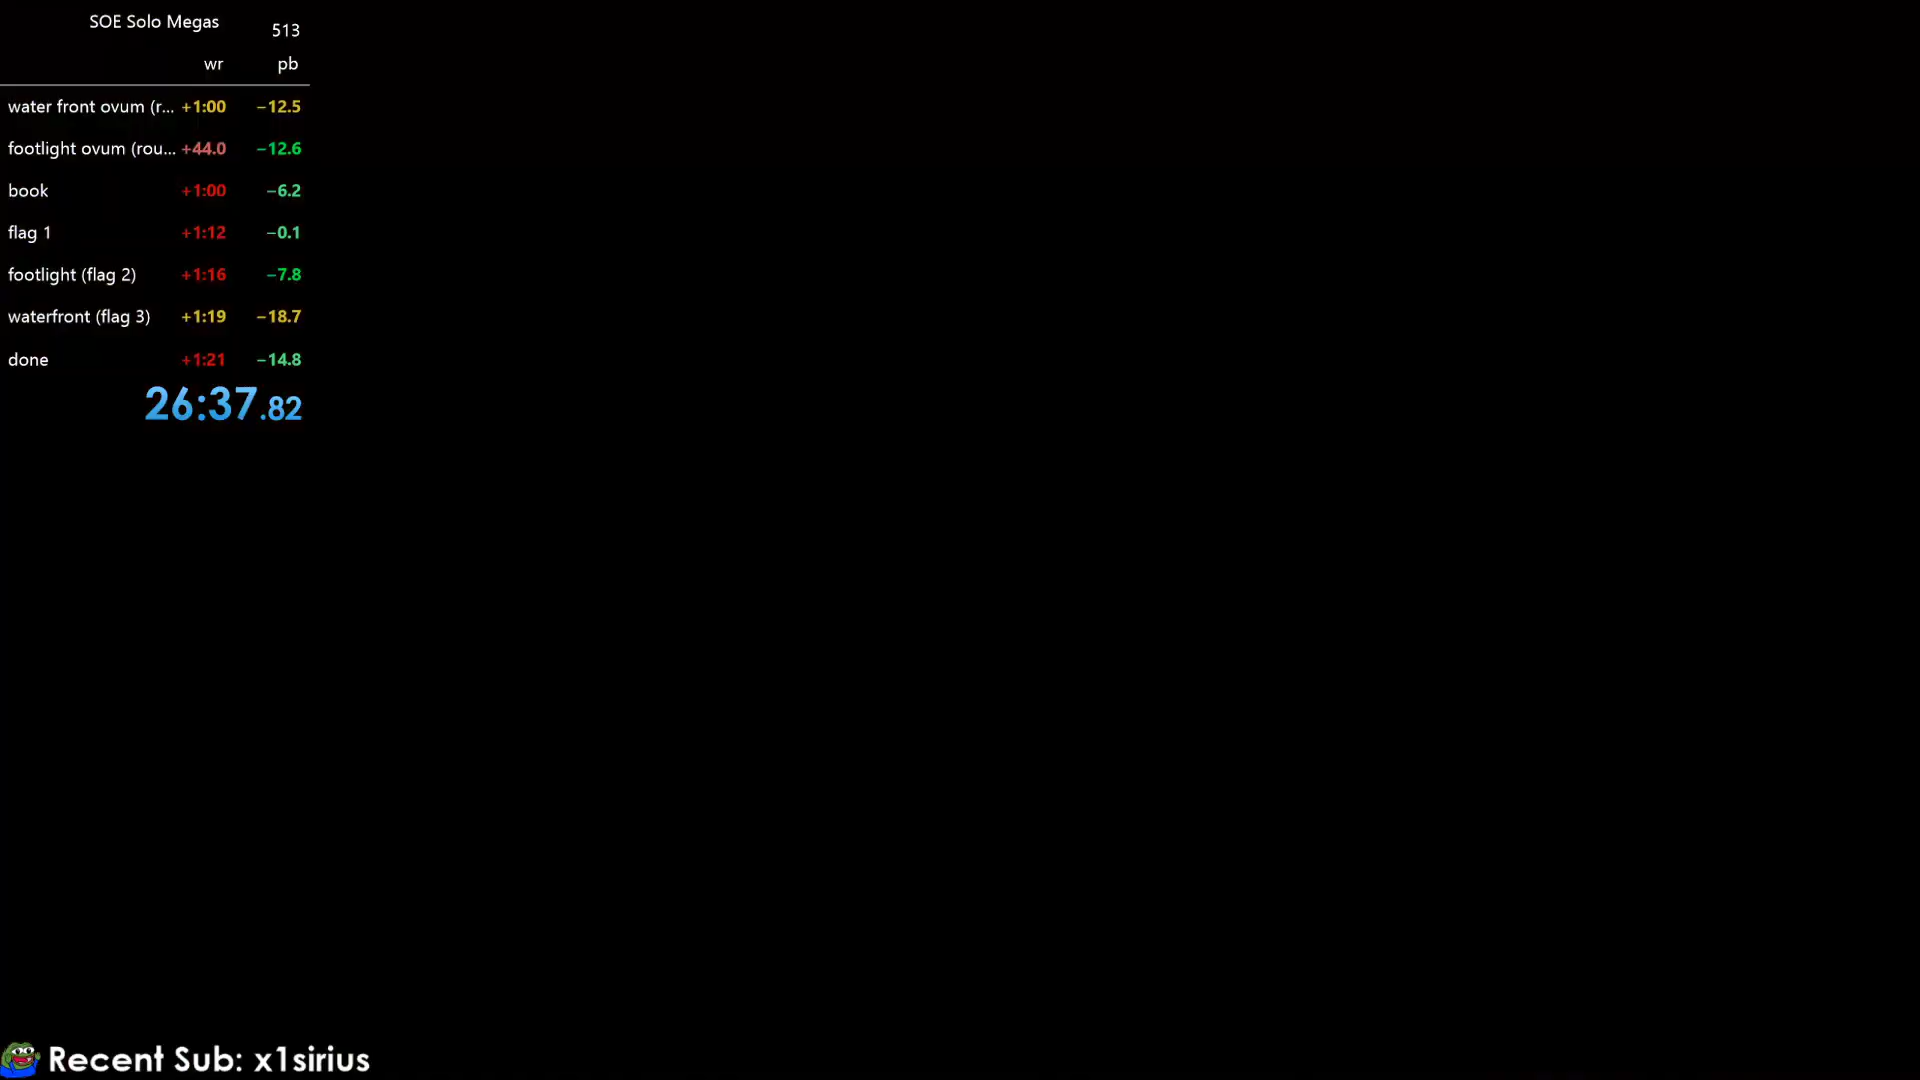 SOE Solo Megas 513
wr pb
water front ovum (r... +1:00 −12.5
footlight ovum (rou... +44.0 −12.6
book +1:00 −6.2
flag 1 +1:12 −0.1
footlight (flag 2) +1:16 −7.8
waterfront (flag 3) +1:19 −18.7
done +1:21 −14.8
26:37.82
Recent Sub: x1sirius